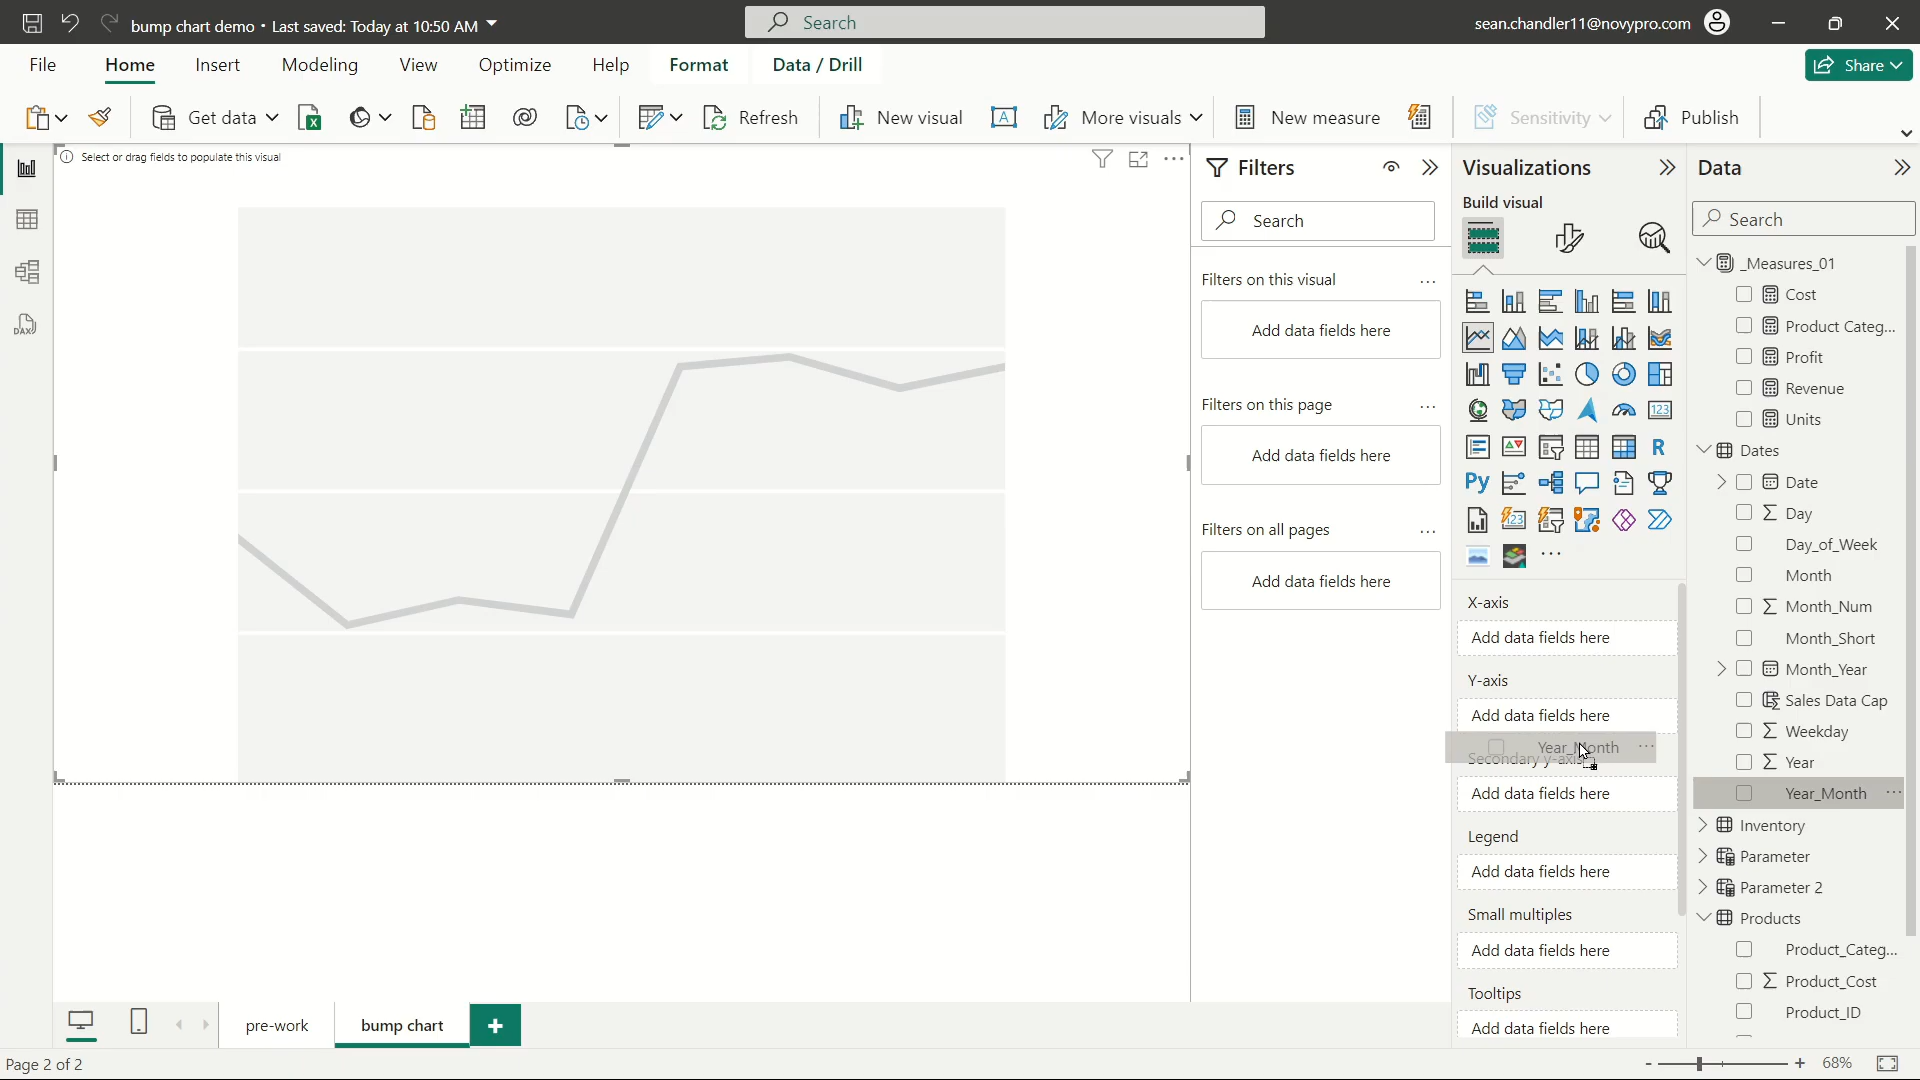 bump chart demo • Last saved: Today at 10:50 AM
Search
sean.chandler11@novypro.com
File
Home
Insert
Modeling
View
Optimize
Help
Format
Data / Drill
Share
Get data
Refresh
New visual
More visuals
New measure
Sensitivity
Publish
Select or drag fields to populate this visual
DAX
Filters
Search
Filters on this visual
...
Add data fields here
Filters on this page
...
Add data fields here
Filters on all pages
...
Add data fields here
Visualizations
Build visual
123
R
Py
123
...
X-axis
Add data fields here
Y-axis
Add data fields here
Year_Month ...
Secondary y-axis
Add data fields here
Legend
Add data fields here
Small multiples
Add data fields here
Tooltips
Add data fields here
Data
Search
_Measures_01
Cost
Product Categ...
Profit
Revenue
Units
Dates
Date
Day
Day_of_Week
Month
Month_Num
Month_Short
Month_Year
Sales Data Cap
Weekday
Year
Year_Month ...
Inventory
Parameter
Parameter 2
Products
Product_Categ...
Product_Cost
Product_ID
pre-work
bump chart
+
Page 2 of 2
- + 68%